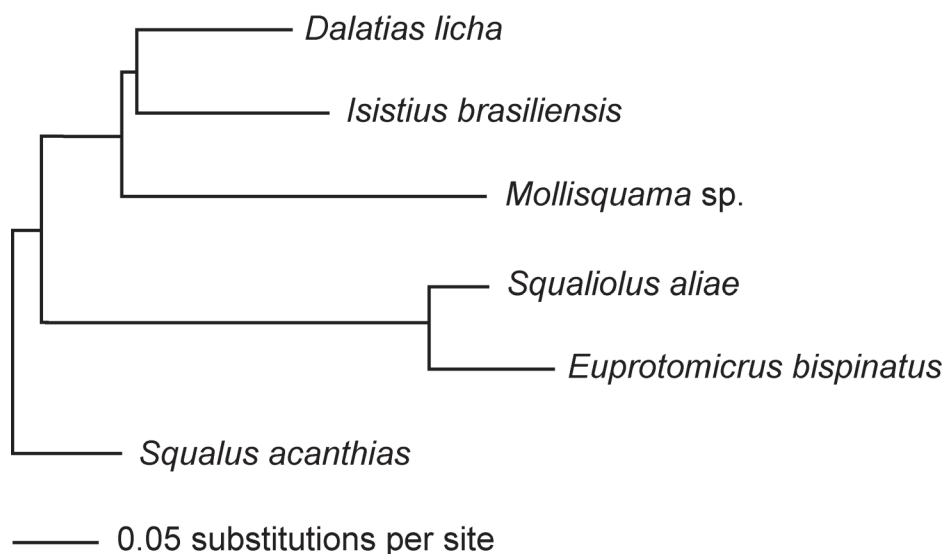 Dalatias licha
Isistius brasiliensis
Mollisquama sp.
Squaliolus aliae
Euprotomicrus bispinatus
Squalus acanthias
0.05 substitutions per site